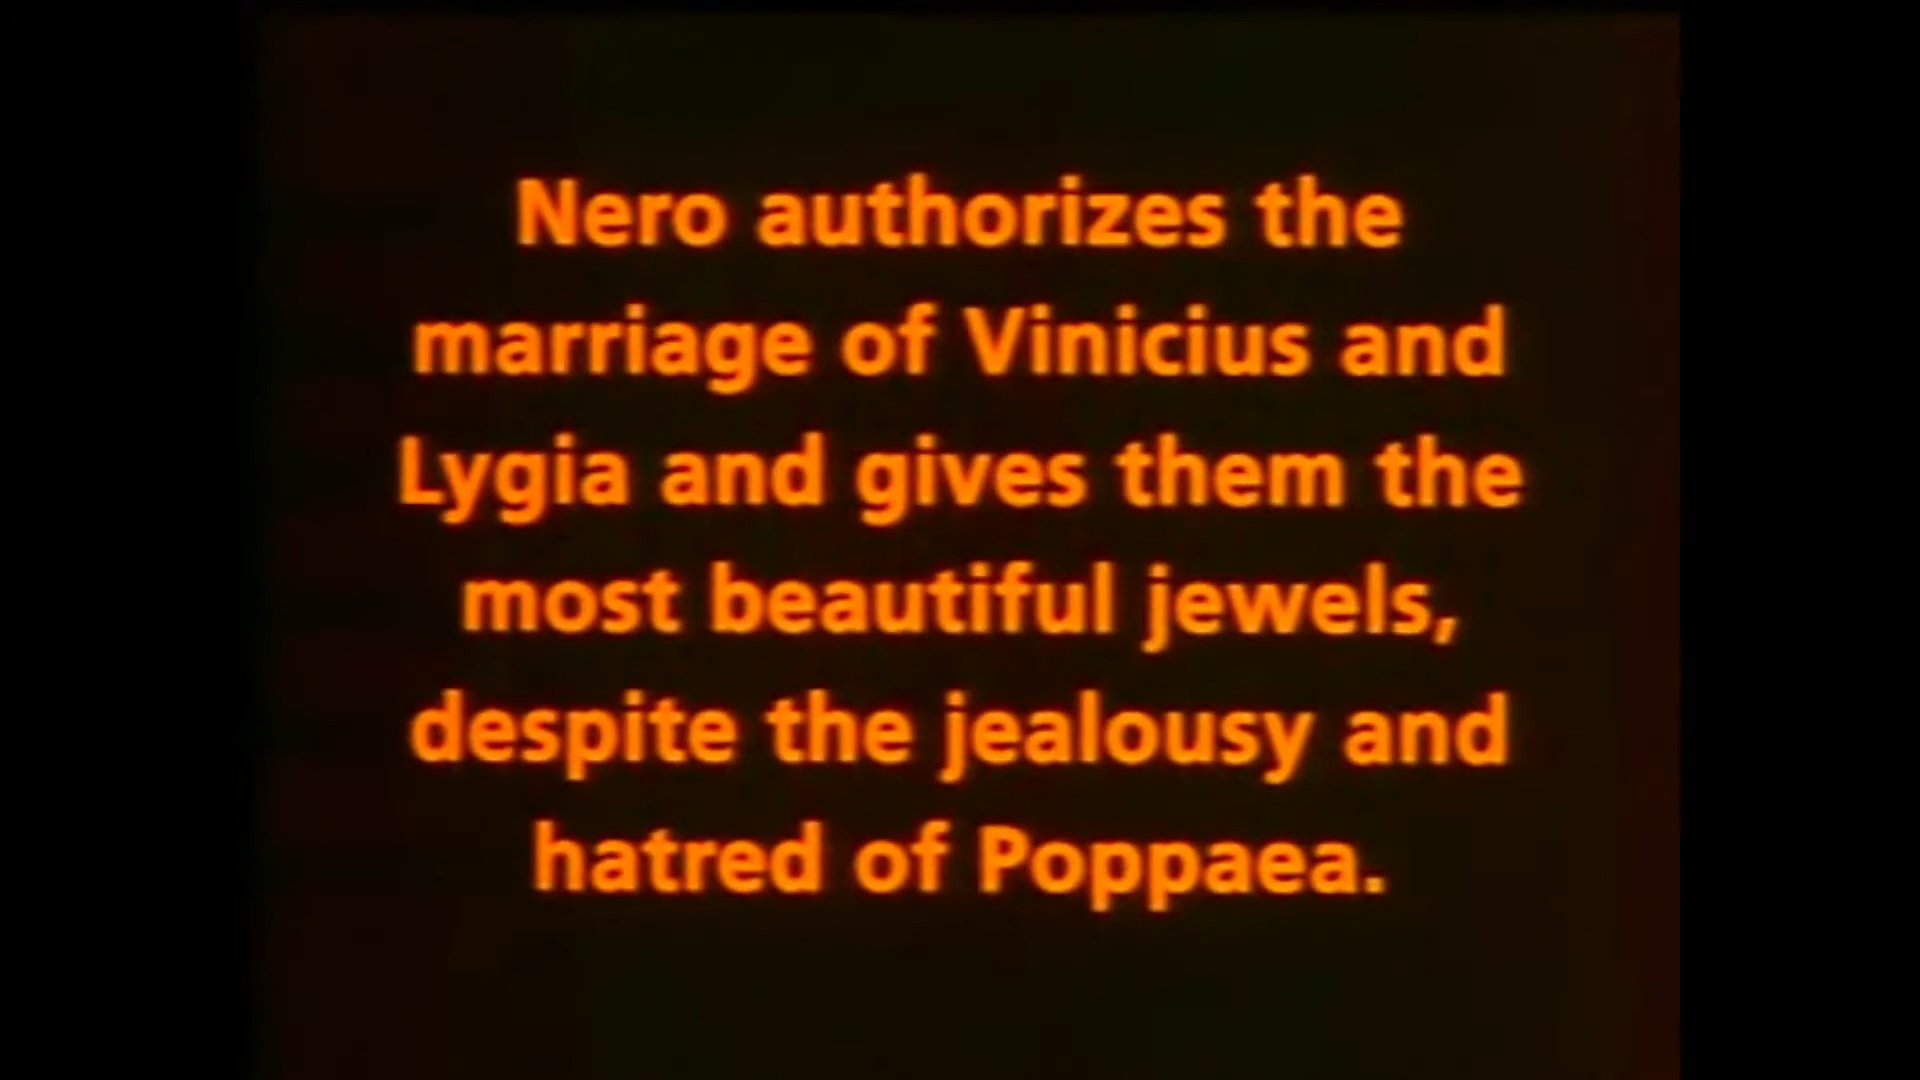 Nero authorizes the
marriage of Vinicius and
Lygia and gives them the
most beautiful jewels,
despite the jealousy and
hatred of Poppaea.